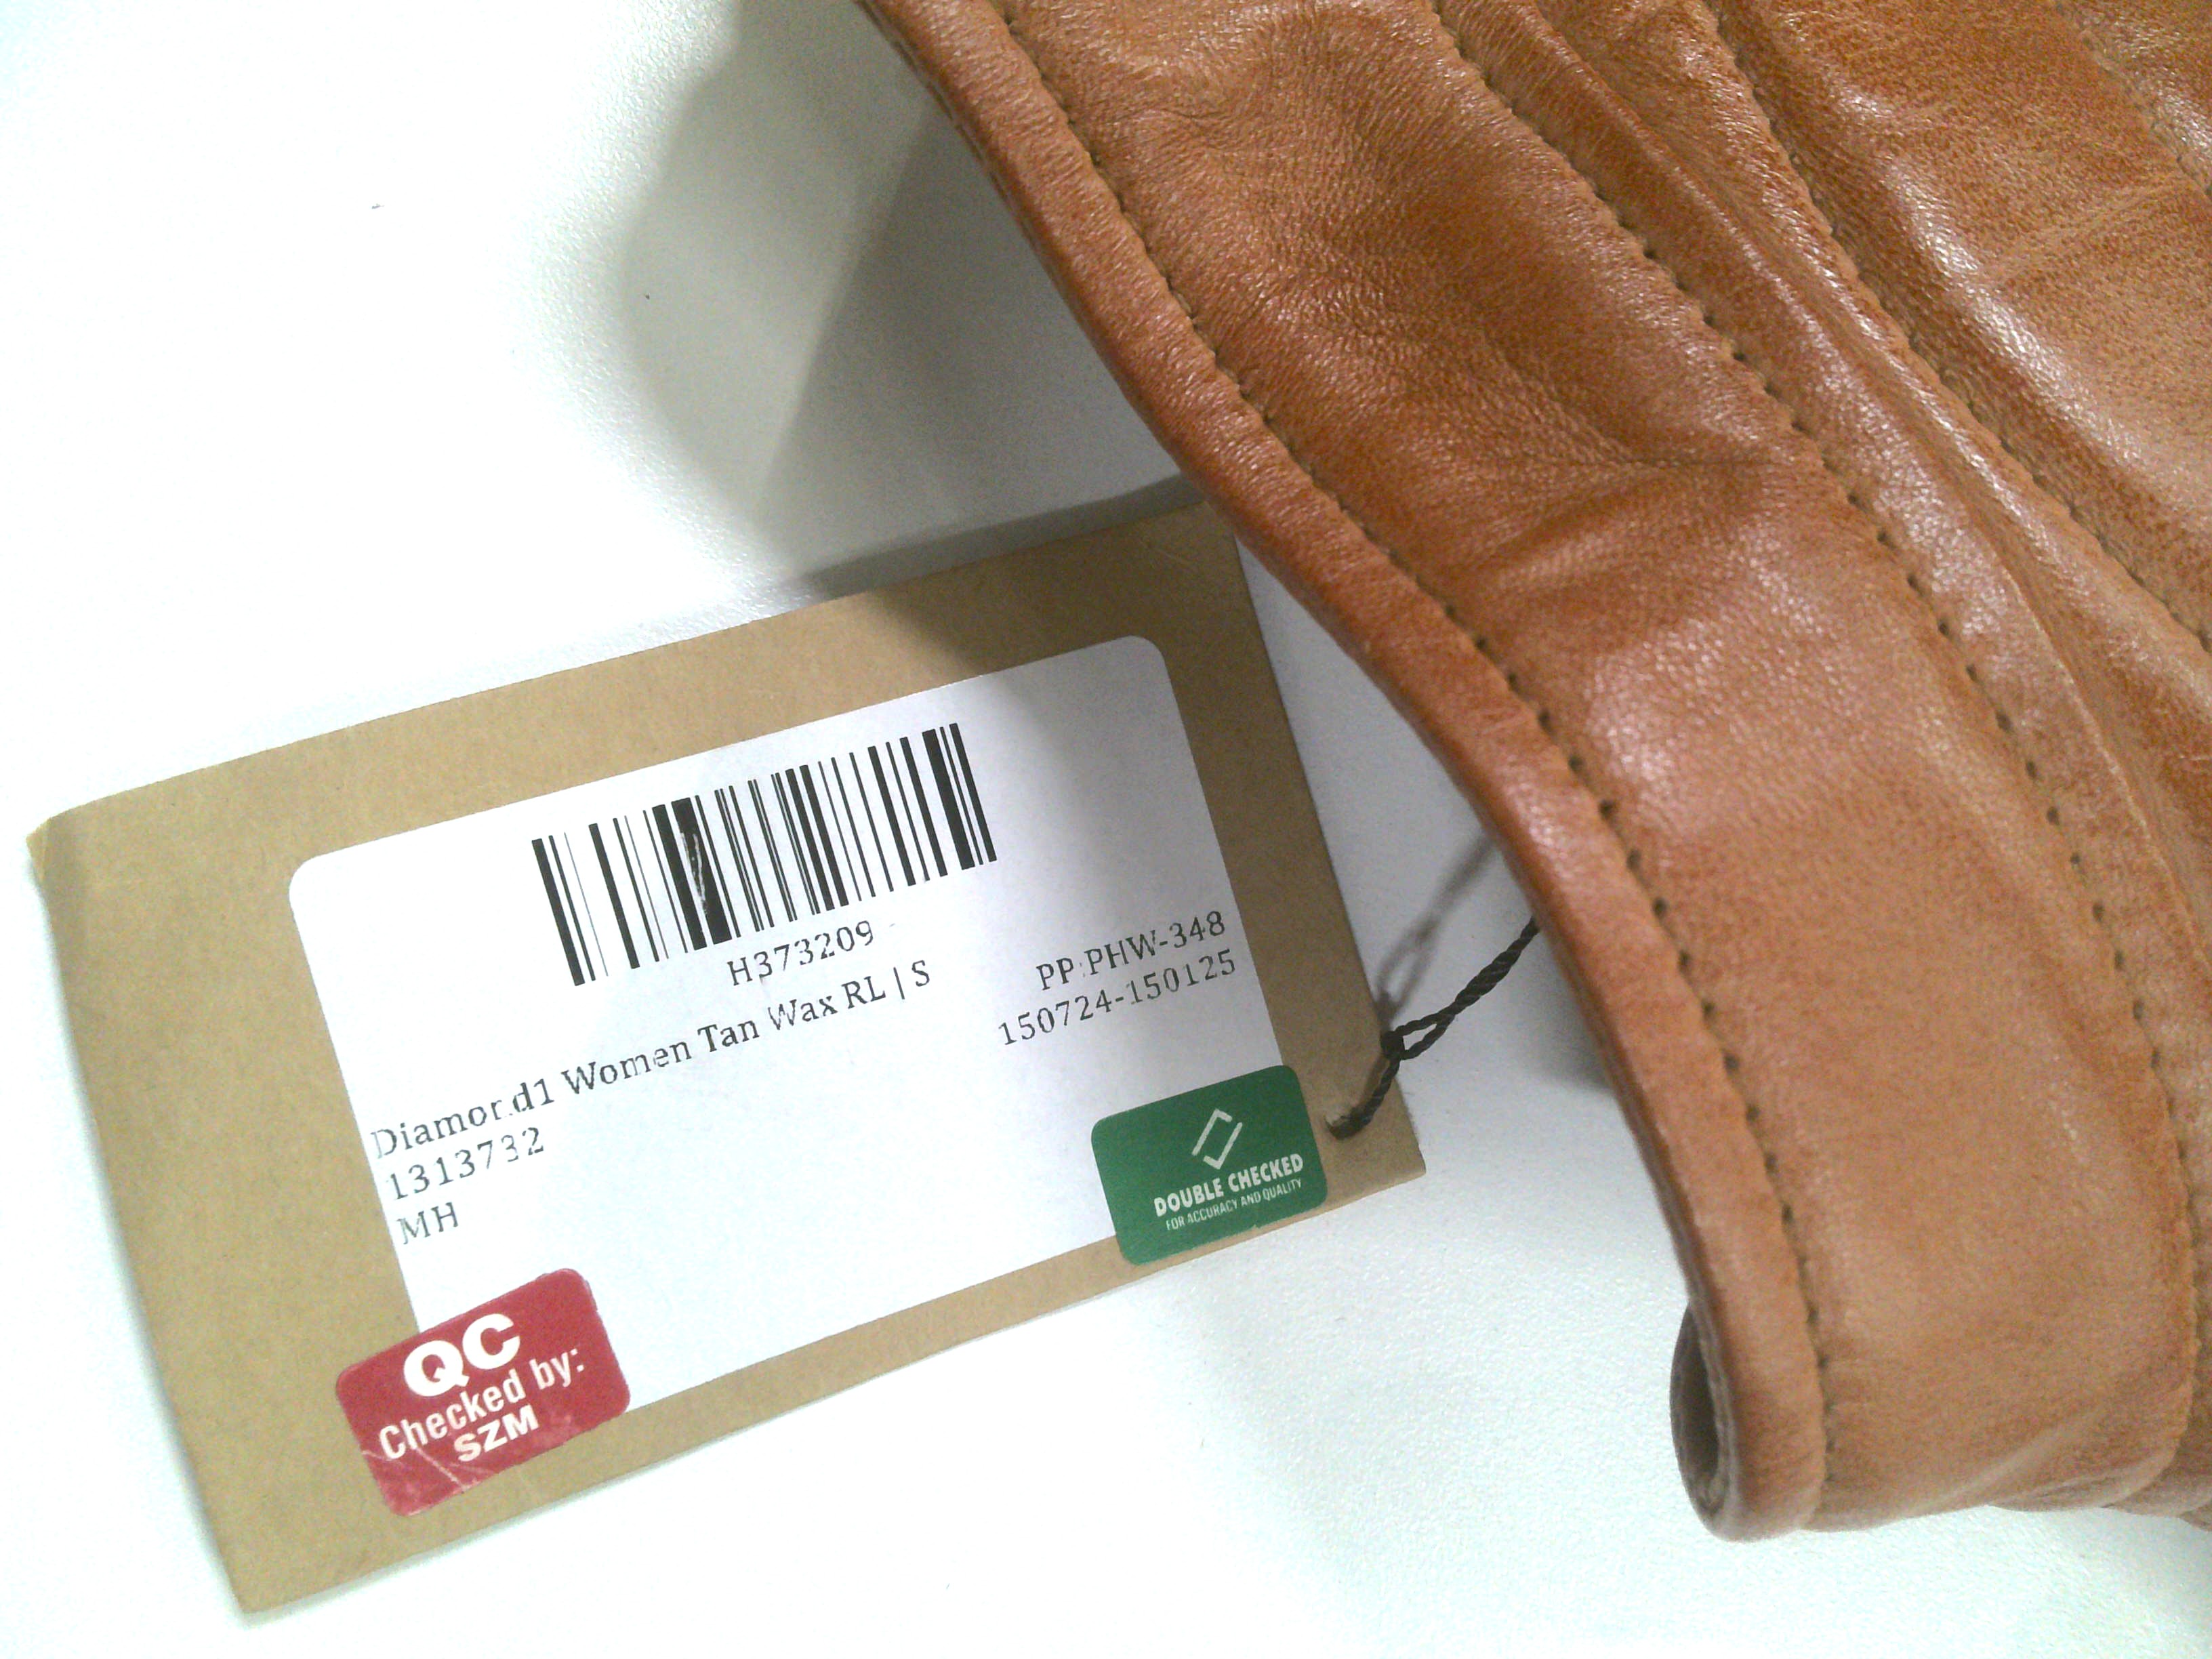 H373209
Diamond1 Women Tan Wax RL | S
1313732
MH
PP:PHW-348
150724-150125
DOUBLE CHECKED
FOR ACCURACY AND QUALITY
QC
Checked by:
SZM